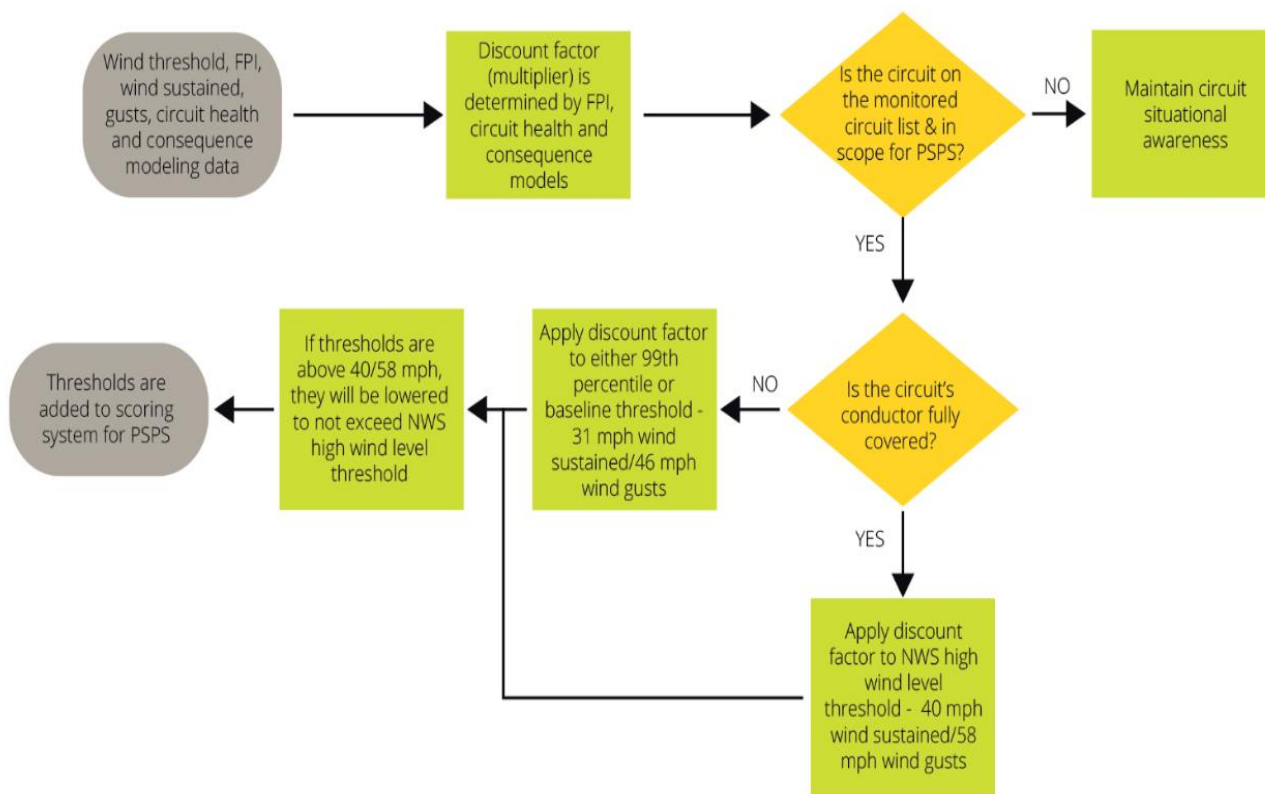 Wind threshold, FPI,
wind sustained,
gusts, circuit health
and consequence
modeling data
Discount factor
(multiplier) is
determined by FPI,
circuit health and
consequence
models
Is the circuit on
the monitored
circuit list & in
scope for PSPS?
NO
Maintain circuit
situational
awareness
YES
Is the circuit's
conductor fully
covered?
NO
Apply discount factor
to either 99th
percentile or
baseline threshold -
31 mph wind
sustained/46 mph
wind gusts
If thresholds are
above 40/58 mph,
they will be lowered
to not exceed NWS
high wind level
threshold
Thresholds are
added to scoring
system for PSPS
YES
Apply discount
factor to NWS high
wind level
threshold - 40 mph
wind sustained/58
mph wind gusts